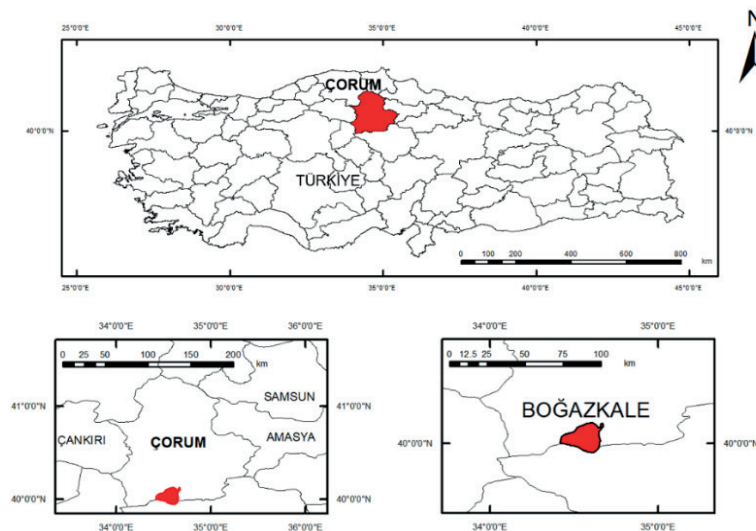 N
25°0'0"E 30°0'0"E 35°0'0"E 40°0'0"E 45°0'0"E
ÇORUM
40°0'0"N 40°0'0"N
TÜRKİYE
0 100 200 400 600 800
km
25°0'0"E 30°0'0"E 35°0'0"E 40°0'0"E 45°0'0"E
34°0'0"E 35°0'0"E 36°0'0"E
0 25 50 100 150 200
km
SAMSUN
41°0'0"N 41°0'0"N
ÇANKIRI ÇORUM AMASYA
40°0'0"N 40°0'0"N
34°0'0"E 35°0'0"E 36°0'0"E
34°0'0"E 35°0'0"E
0 12.5 25 50 75 100
km
BOĞAZKALE
40°0'0"N 40°0'0"N
34°0'0"E 35°0'0"E